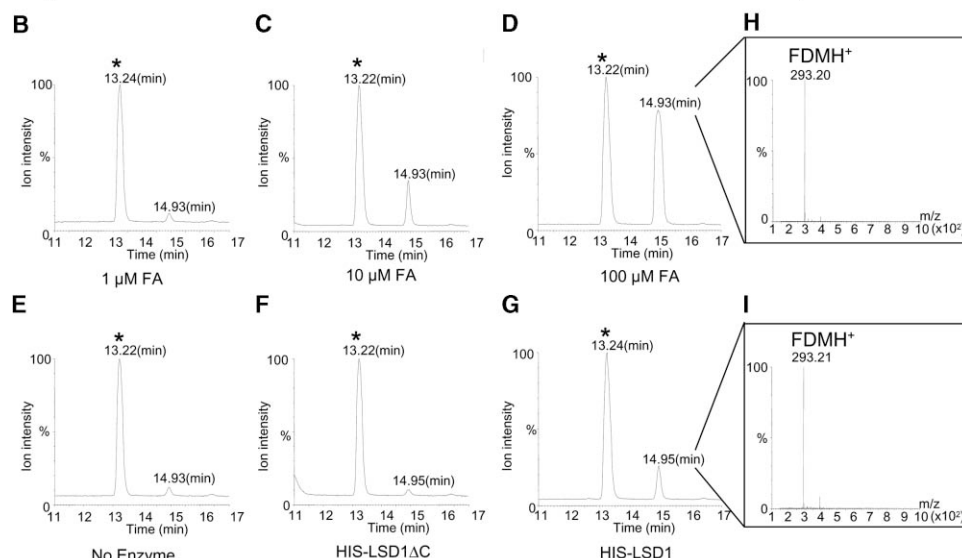 B
C
D
H
*
13.24(min)
14.93(min)
100
Ion intensity
%
0
11 12 13 14 15 16 17
Time (min)
1 µM FA
*
13.22(min)
14.93(min)
100
Ion intensity
%
0
11 12 13 14 15 16 17
Time (min)
10 µM FA
*
13.22(min)
14.93(min)
100
Ion intensity
%
0
11 12 13 14 15 16 17
Time (min)
100 µM FA
FDMH⁺
293.20
100
%
0
m/z
1 2 3 4 5 6 7 8 9 10 (x10²)
E
F
G
I
*
13.22(min)
14.93(min)
100
Ion intensity
%
0
11 12 13 14 15 16 17
Time (min)
No Enzyme
*
13.22(min)
14.95(min)
100
Ion intensity
%
0
11 12 13 14 15 16 17
Time (min)
HIS-LSD1ΔC
*
13.24(min)
14.95(min)
100
Ion intensity
%
0
11 12 13 14 15 16 17
Time (min)
HIS-LSD1
FDMH⁺
293.21
100
%
0
m/z
1 2 3 4 5 6 7 8 9 10 (x10²)